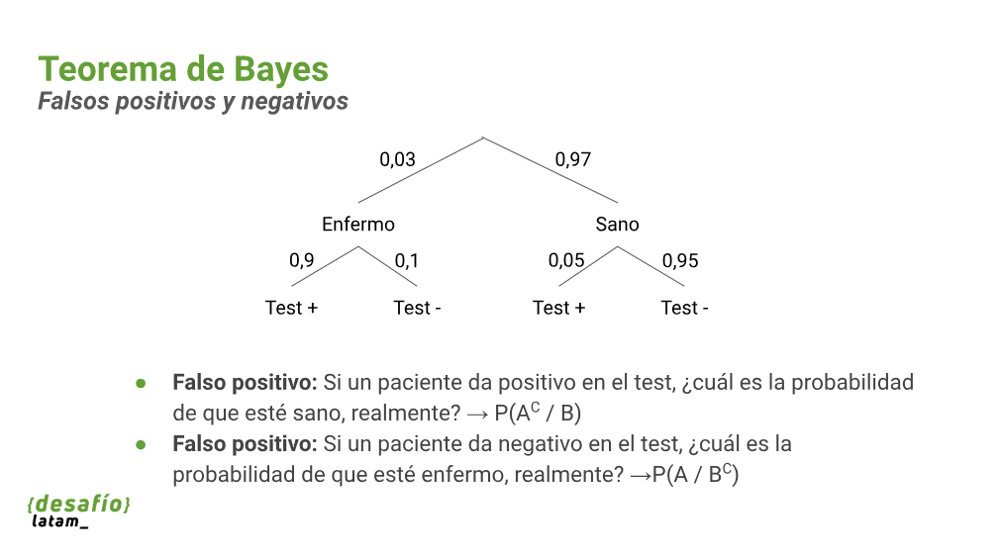 Teorema de Bayes
Falsos positivos y negativos
0,03
0,97
Enfermo
Sano
0,9
0,1
0,05
0,95
Test +
Test -
Test +
Test -
● Falso positivo: Si un paciente da positivo en el test, ¿cuál es la probabilidad
de que esté sano, realmente? → P(Aᶜ / B)
● Falso positivo: Si un paciente da negativo en el test, ¿cuál es la
probabilidad de que esté enfermo, realmente? →P(A / Bᶜ)
{desafío}
latam_